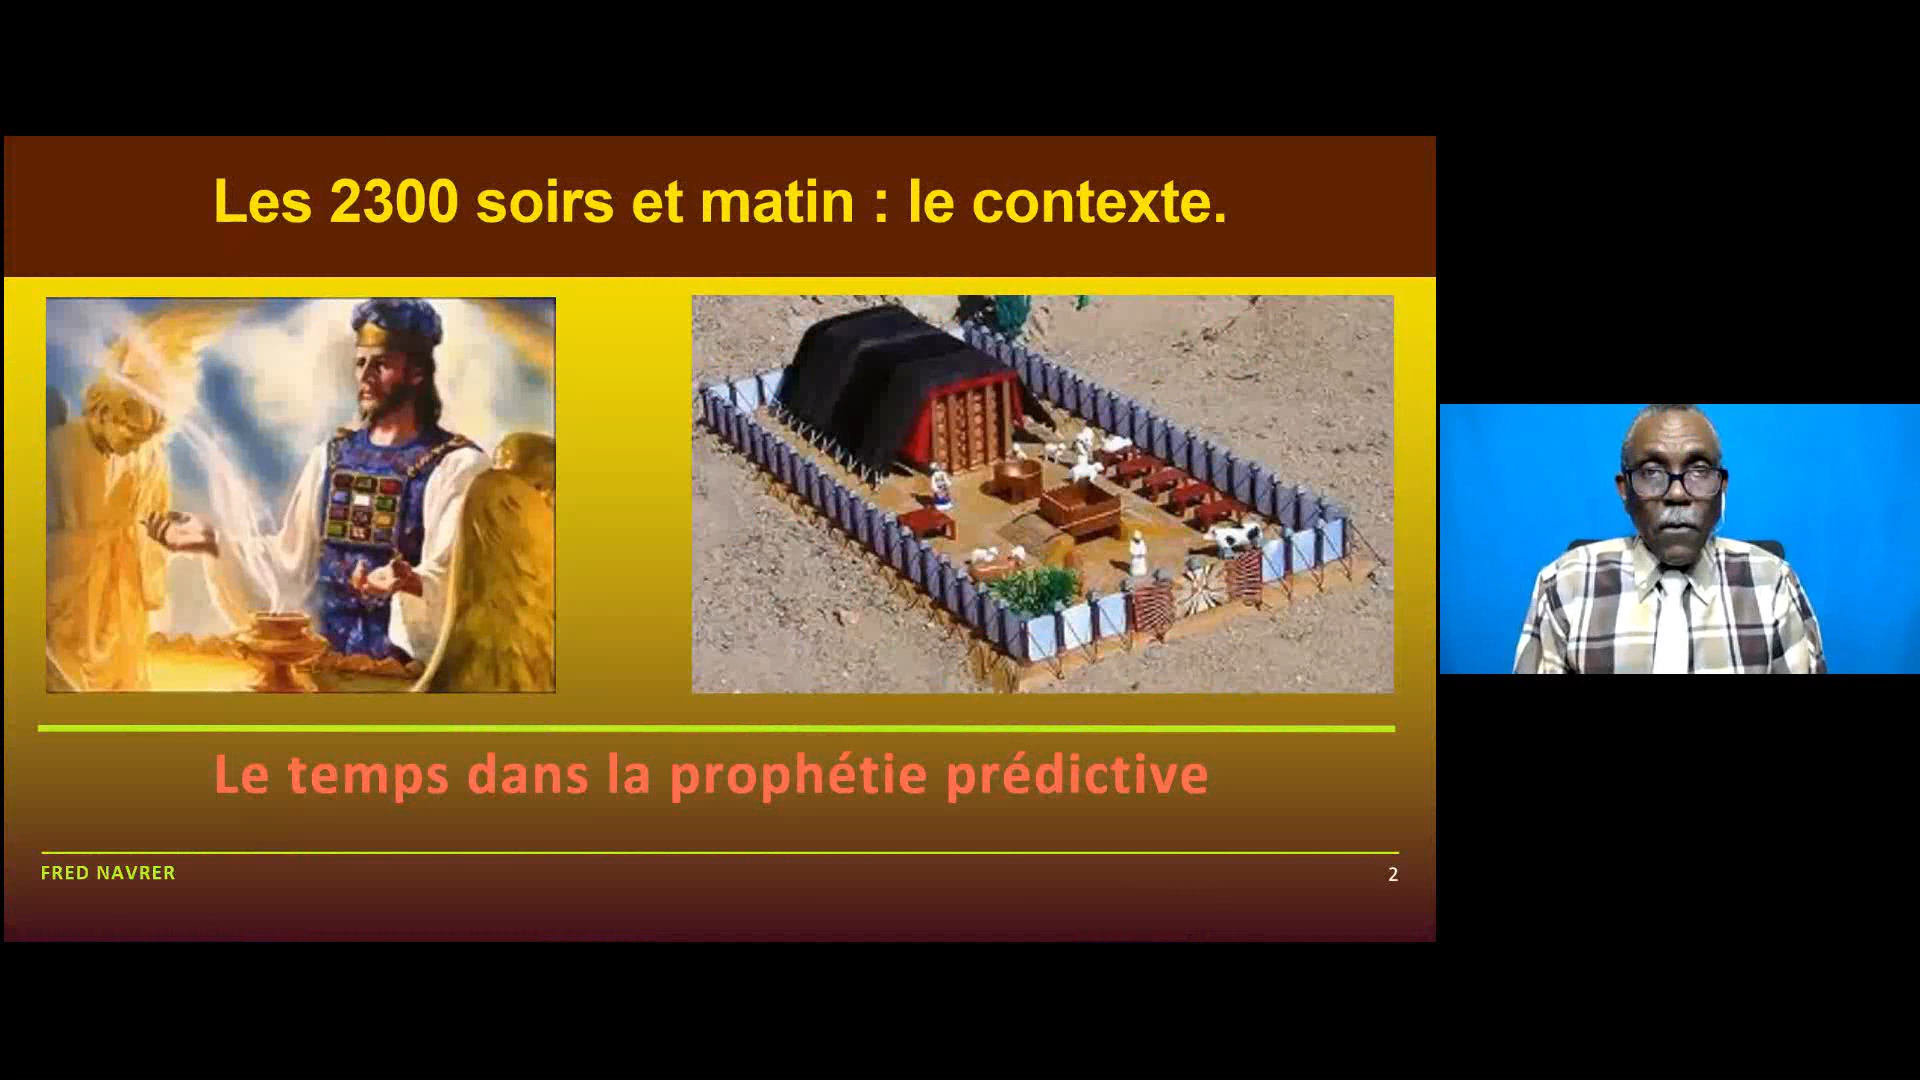 Les 2300 soirs et matin : le contexte.
Le temps dans la prophétie prédictive
FRED NAVRER
2